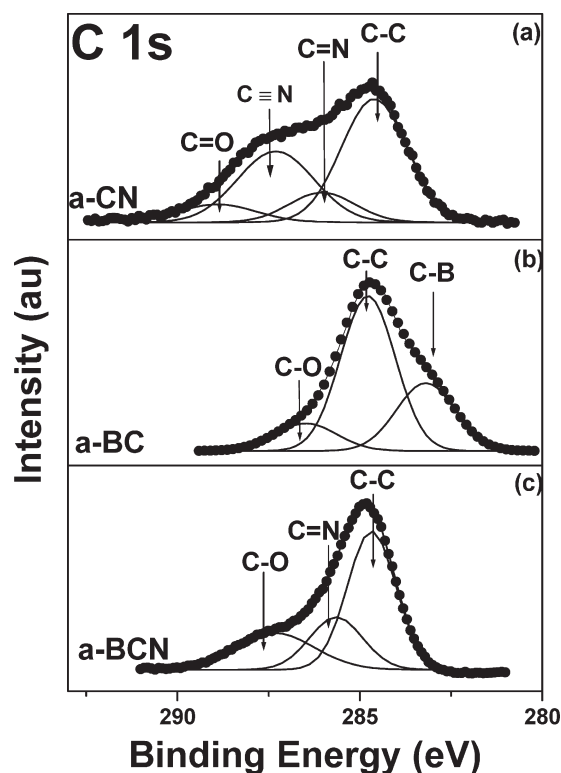 C 1s
(a)
C-C
C=N
C≡N
C=O
a-CN
(b)
C-C
C-B
C-O
a-BC
(c)
C-C
C=N
C-O
a-BCN
Intensity (au)
290 285 280
Binding Energy (eV)